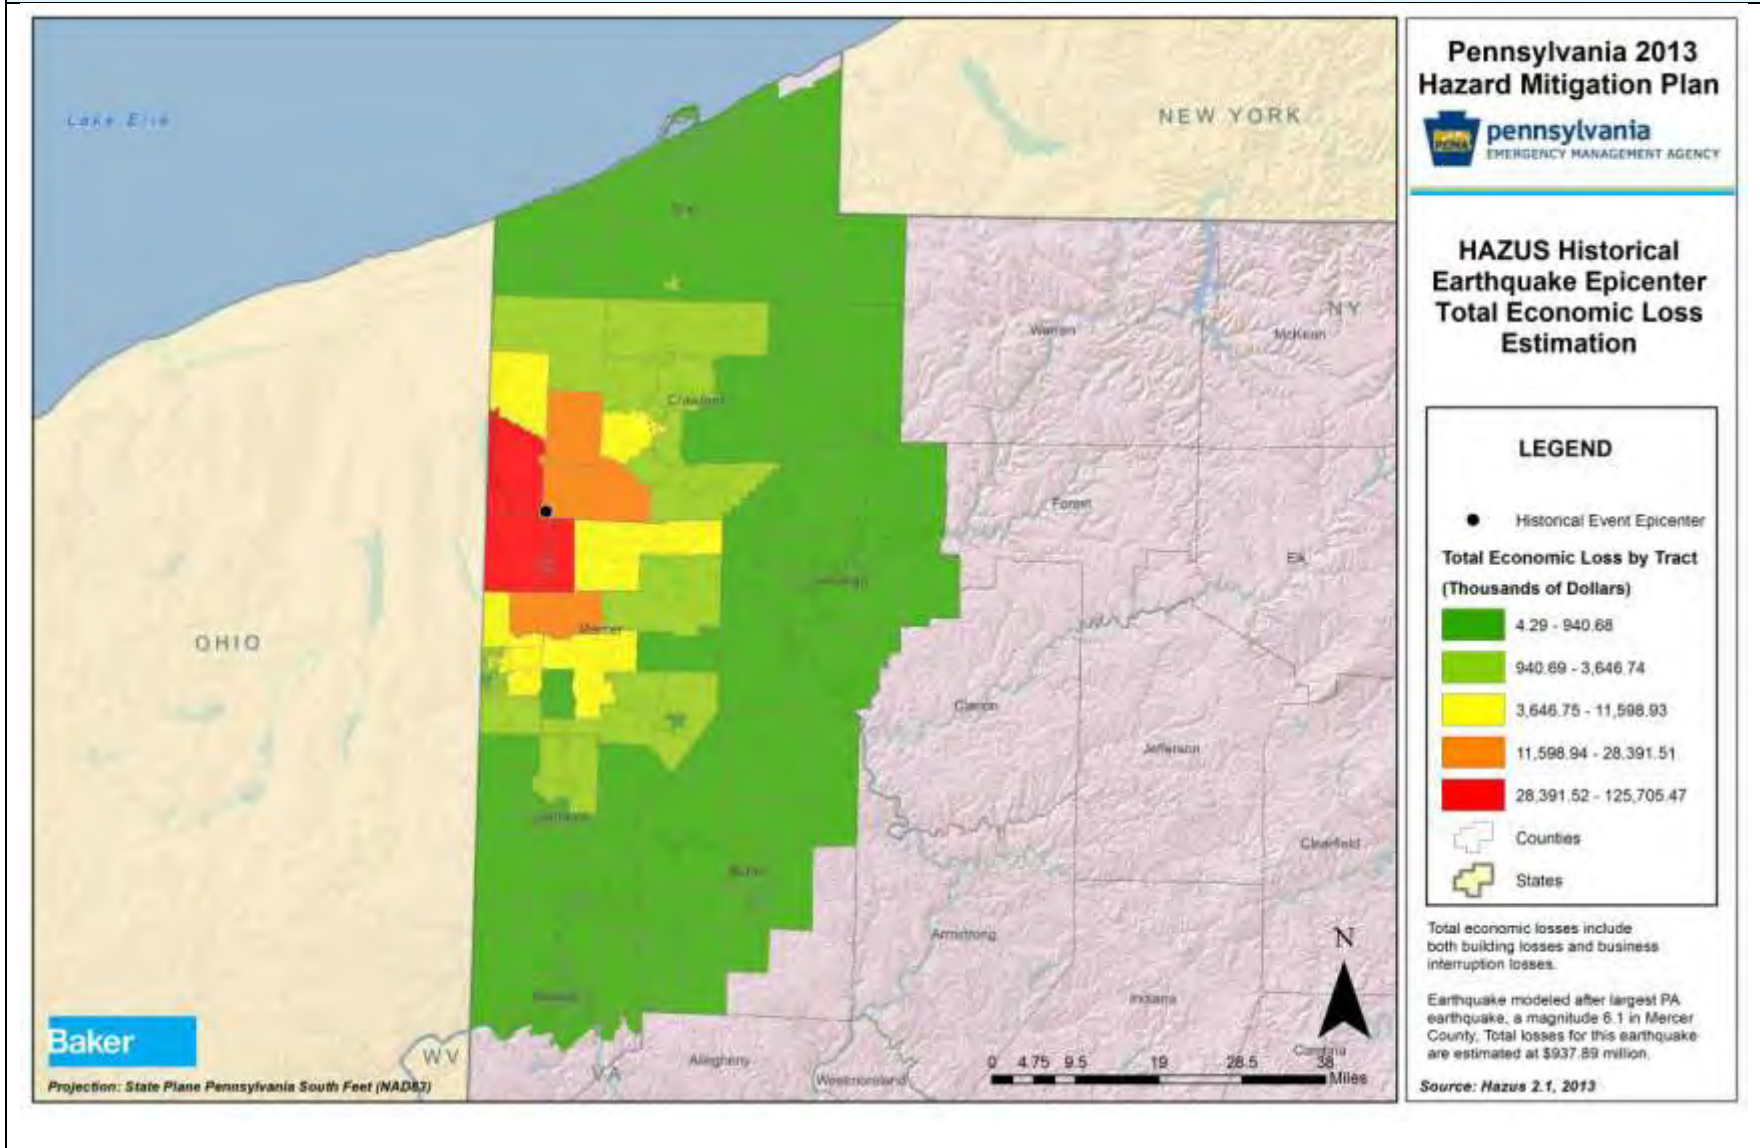 Pennsylvania 2013
Hazard Mitigation Plan
PEMA
pennsylvania
EMERGENCY MANAGEMENT AGENCY
HAZUS Historical
Earthquake Epicenter
Total Economic Loss
Estimation
LEGEND
Historical Event Epicenter
Total Economic Loss by Tract
(Thousands of Dollars)
4.29 - 940.68
940.69 - 3,646.74
3,646.75 - 11,598.93
11,598.94 - 28,391.51
28,391.52 - 125,705.47
Counties
States
Total economic losses include
both building losses and business
interruption losses.
Earthquake modeled after largest PA
earthquake, a magnitude 6.1 in Mercer
County. Total losses for this earthquake
are estimated at $937.89 million.
Source: Hazus 2.1, 2013
Lake Erie
NEW YORK
Erie
NY
Warren
McKean
Crawford
Forest
Elk
Venango
OHIO
Mercer
Clarion
Jefferson
Lawrence
Clearfield
Butler
Armstrong
N
Beaver
Indiana
Baker
WV
VA
Allegheny
Westmoreland
Cambria
0 4.75 9.5 19 28.5 38
Miles
Projection: State Plane Pennsylvania South Feet (NAD83)